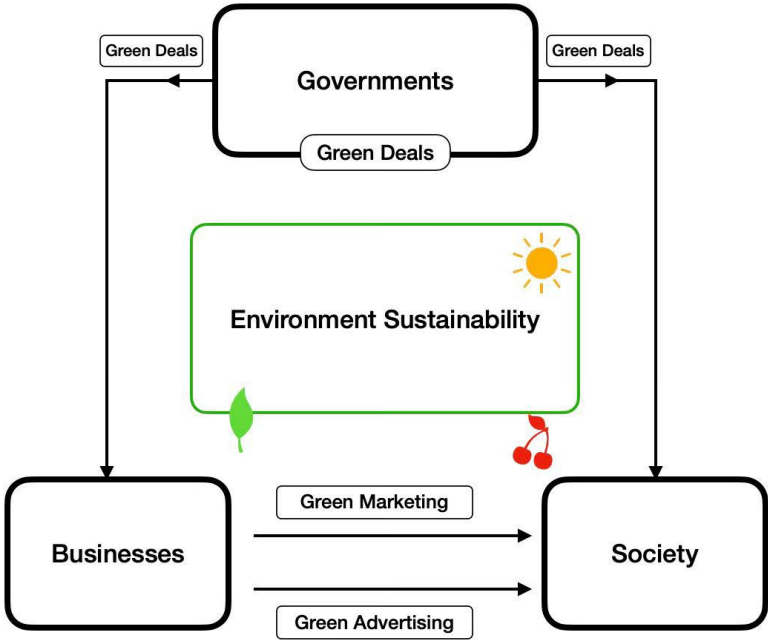 Green Deals
Governments
Green Deals
Green Deals
Environment Sustainability
Green Marketing
Businesses
Society
Green Advertising